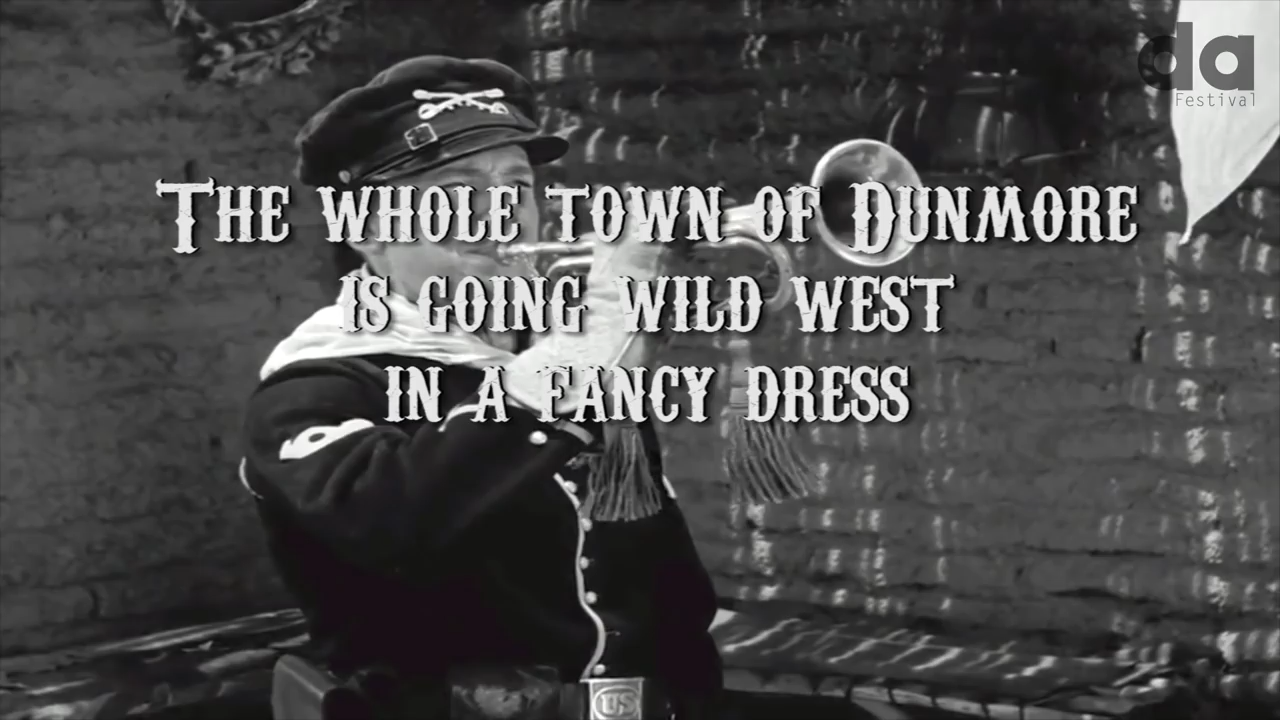 da
Festival
The whole town of Dunmore
is going wild west
in a fancy dress
US